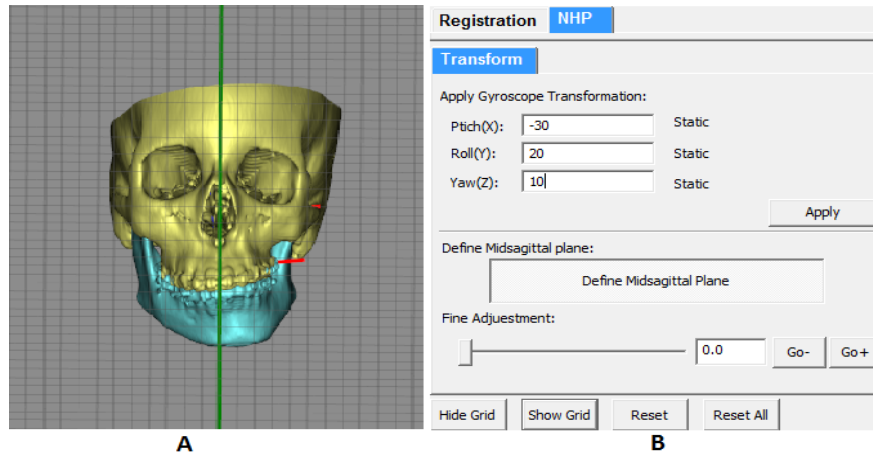 Registration NHP
Transform
Apply Gyroscope Transformation:
Ptich(X): -30 Static
Roll(Y): 20 Static
Yaw(Z): 10 Static
Apply
Define Midsagittal plane:
Define Midsagittal Plane
Fine Adjuestment:
0.0 Go- Go+
Hide Grid Show Grid Reset Reset All
A B